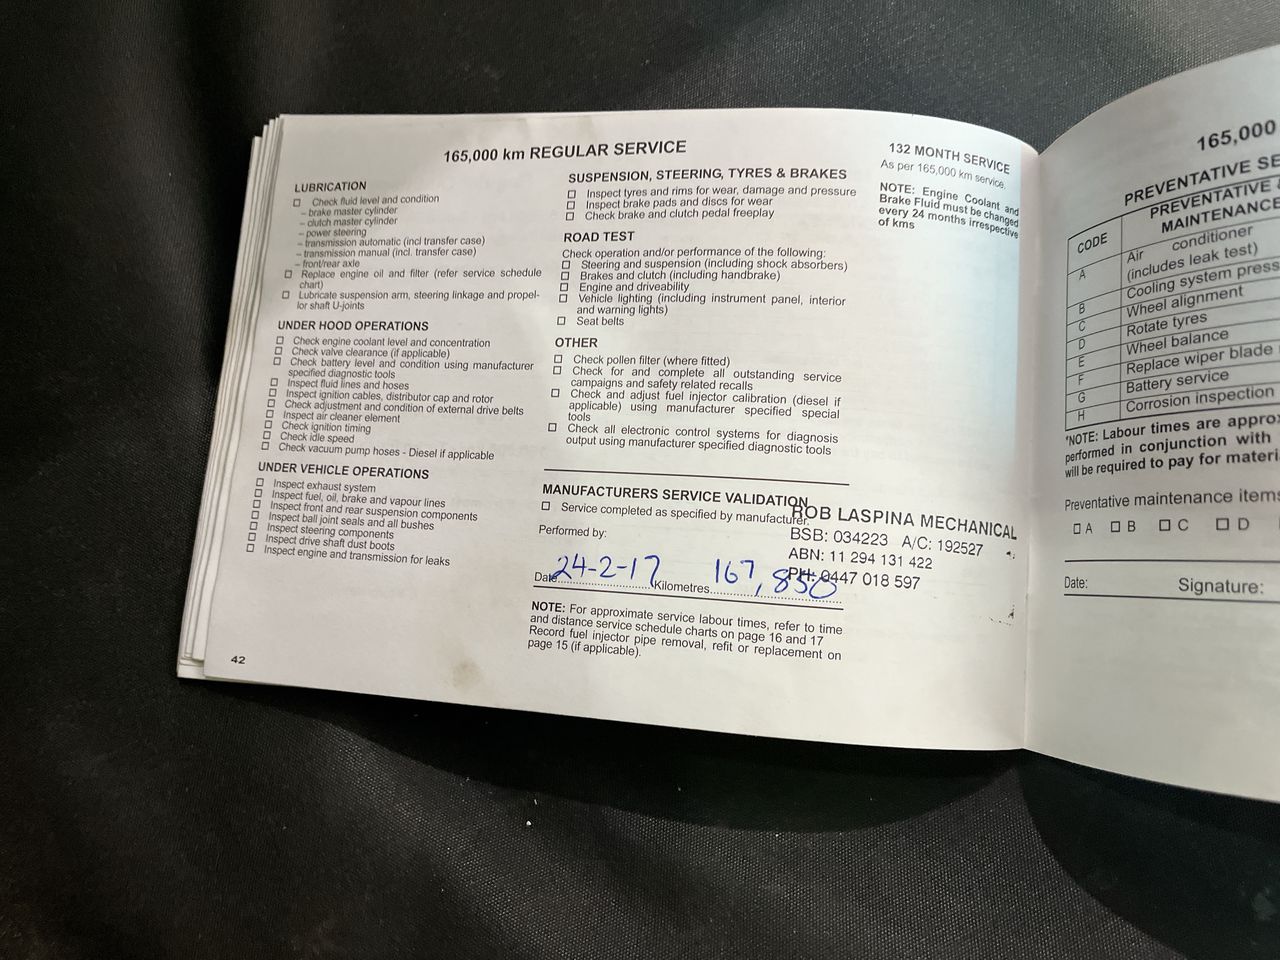 165,000 km REGULAR SERVICE
LUBRICATION
☐ Check fluid level and condition
– brake master cylinder
– clutch master cylinder
– power steering
– transmission automatic (incl transfer case)
– transmission manual (incl. transfer case)
– front/rear axle
☐ Replace engine oil and filter (refer service schedule
chart)
☐ Lubricate suspension arm, steering linkage and propel-
lor shaft U-joints
UNDER HOOD OPERATIONS
☐ Check engine coolant level and concentration
☐ Check valve clearance (if applicable)
☐ Check battery level and condition using manufacturer
specified diagnostic tools
☐ Inspect fluid lines and hoses
☐ Inspect ignition cables, distributor cap and rotor
☐ Check adjustment and condition of external drive belts
☐ Inspect air cleaner element
☐ Check ignition timing
☐ Check idle speed
☐ Check vacuum pump hoses - Diesel if applicable
UNDER VEHICLE OPERATIONS
☐ Inspect exhaust system
☐ Inspect fuel, oil, brake and vapour lines
☐ Inspect front and rear suspension components
☐ Inspect ball joint seals and all bushes
☐ Inspect steering components
☐ Inspect drive shaft dust boots
☐ Inspect engine and transmission for leaks
42
SUSPENSION, STEERING, TYRES & BRAKES
☐ Inspect tyres and rims for wear, damage and pressure
☐ Inspect brake pads and discs for wear
☐ Check brake and clutch pedal freeplay
ROAD TEST
Check operation and/or performance of the following:
☐ Steering and suspension (including shock absorbers)
☐ Brakes and clutch (including handbrake)
☐ Engine and driveability
☐ Vehicle lighting (including instrument panel, interior
and warning lights)
☐ Seat belts
OTHER
☐ Check pollen filter (where fitted)
☐ Check for and complete all outstanding service
campaigns and safety related recalls
☐ Check and adjust fuel injector calibration (diesel if
applicable) using manufacturer specified special
tools
☐ Check all electronic control systems for diagnosis
output using manufacturer specified diagnostic tools
MANUFACTURERS SERVICE VALIDATION
☐ Service completed as specified by manufacturer.
Performed by:
Date 24-2-17 Kilometres 167,850
NOTE: For approximate service labour times, refer to time
and distance service schedule charts on page 16 and 17
Record fuel injector pipe removal, refit or replacement on
page 15 (if applicable).
ROB LASPINA MECHANICAL
BSB: 034223 A/C: 192527
ABN: 11 294 131 422
PH: 0447 018 597
132 MONTH SERVICE
As per 165,000 km service.
NOTE: Engine Coolant and
Brake Fluid must be changed
every 24 months irrespective
of kms
165,000
PREVENTATIVE SE
CODE
PREVENTATIVE &
MAINTENANCE
A Air conditioner
(includes leak test)
B Cooling system press
C Wheel alignment
D Rotate tyres
E Wheel balance
F Replace wiper blade
G Battery service
H Corrosion inspection
*NOTE: Labour times are appro
performed in conjunction with
will be required to pay for materi
Preventative maintenance items
☐ A ☐ B ☐ C ☐ D
Date: Signature: